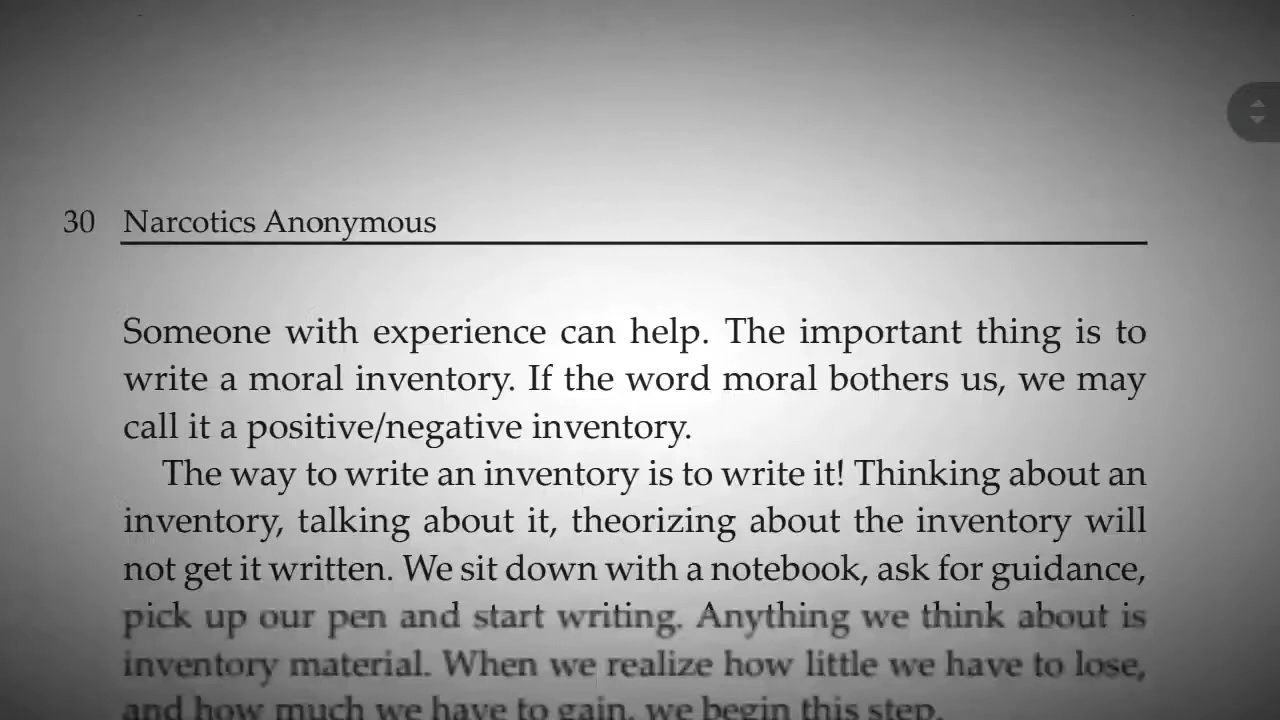 30 Narcotics Anonymous
Someone with experience can help. The important thing is to
write a moral inventory. If the word moral bothers us, we may
call it a positive/negative inventory.
The way to write an inventory is to write it! Thinking about an
inventory, talking about it, theorizing about the inventory will
not get it written. We sit down with a notebook, ask for guidance,
pick up our pen and start writing. Anything we think about is
inventory material. When we realize how little we have to lose,
and how much we have to gain, we begin this step.